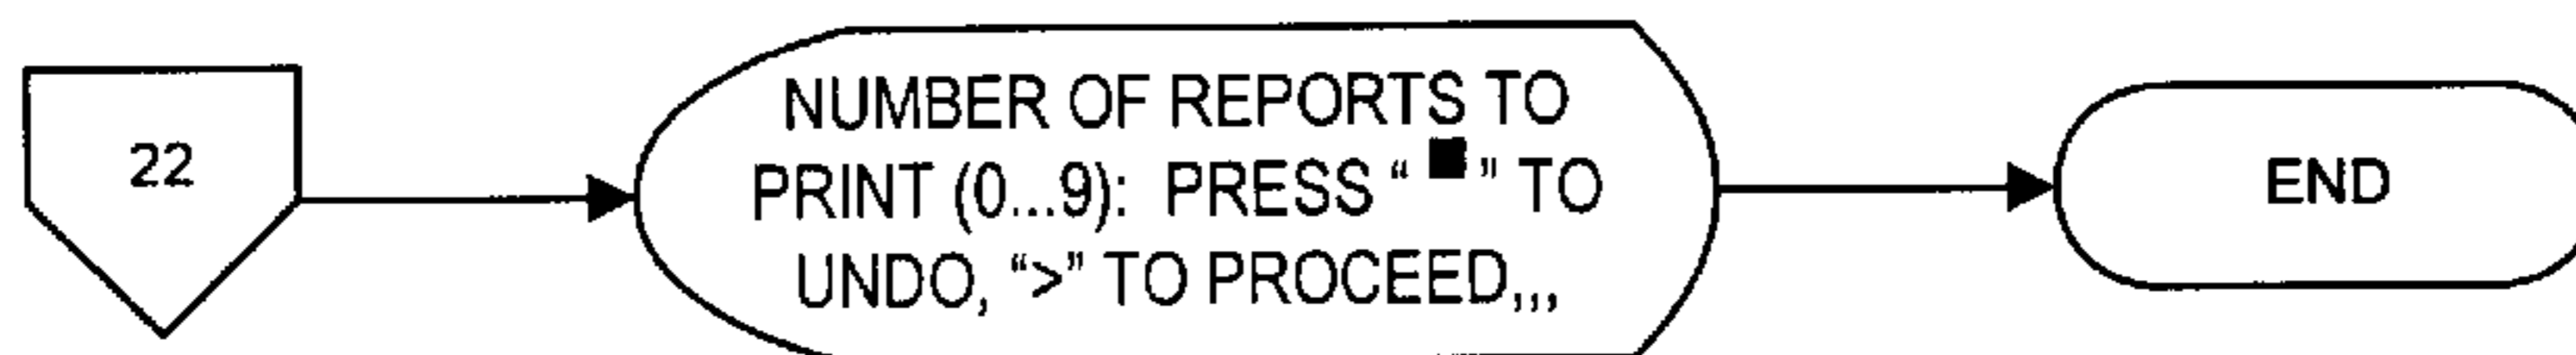 22
NUMBER OF REPORTS TO
PRINT (0...9): PRESS “ ■ ” TO
UNDO, “>” TO PROCEED,,,
END